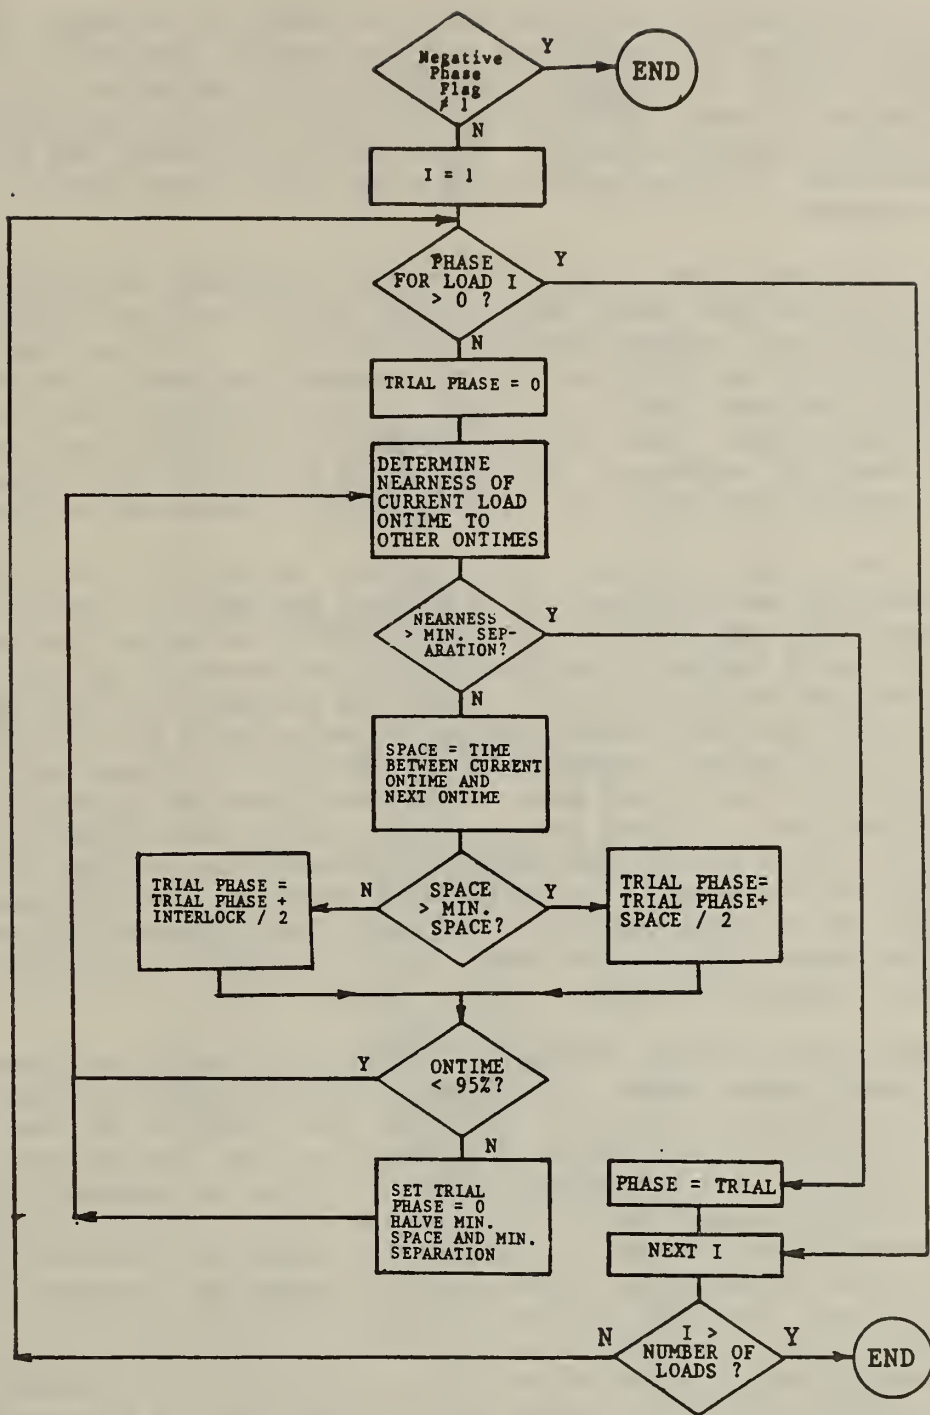 Negative
Phase
Flag
≠ 1
Y
END
N
I = 1
PHASE
FOR LOAD I
> 0 ?
Y
N
TRIAL PHASE = 0
DETERMINE
NEARNESS OF
CURRENT LOAD
ONTIME TO
OTHER ONTIMES
NEARNESS
> MIN. SEP-
ARATION?
Y
N
SPACE = TIME
BETWEEN CURRENT
ONTIME AND
NEXT ONTIME
TRIAL PHASE =
TRIAL PHASE +
INTERLOCK / 2
N
SPACE
> MIN.
SPACE?
Y
TRIAL PHASE=
TRIAL PHASE+
SPACE / 2
Y
ONTIME
< 95%?
N
SET TRIAL
PHASE = 0
HALVE MIN.
SPACE AND MIN.
SEPARATION
PHASE = TRIAL
NEXT I
N
I >
NUMBER OF
LOADS ?
Y
END